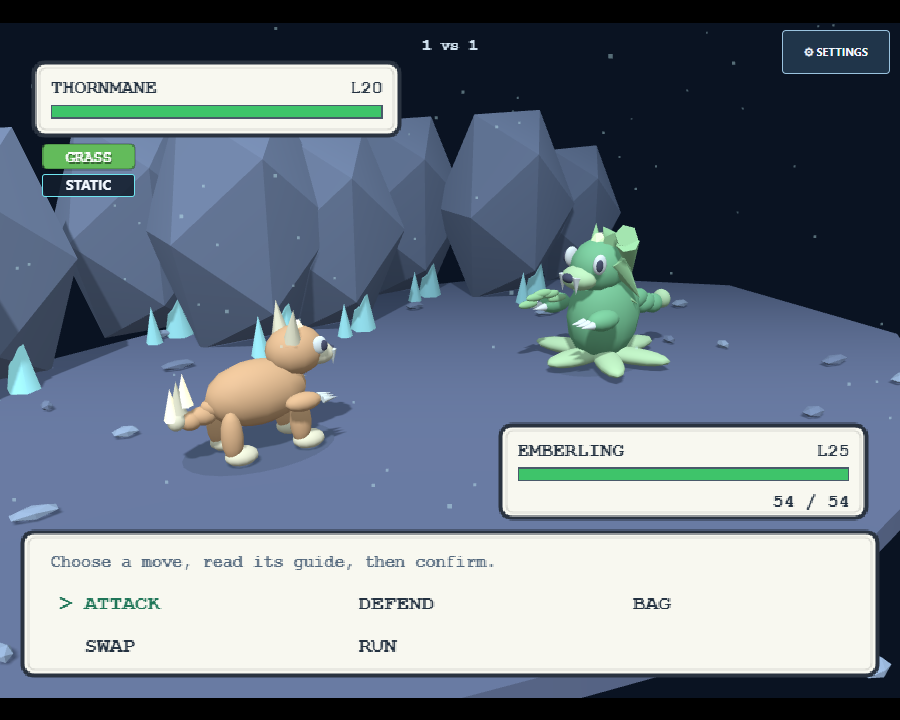 1 vs 1
⚙ SETTINGS
THORNMANE L20
GRASS
STATIC
EMBERLING L25
54 / 54
Choose a move, read its guide, then confirm.
> ATTACK DEFEND BAG
SWAP RUN